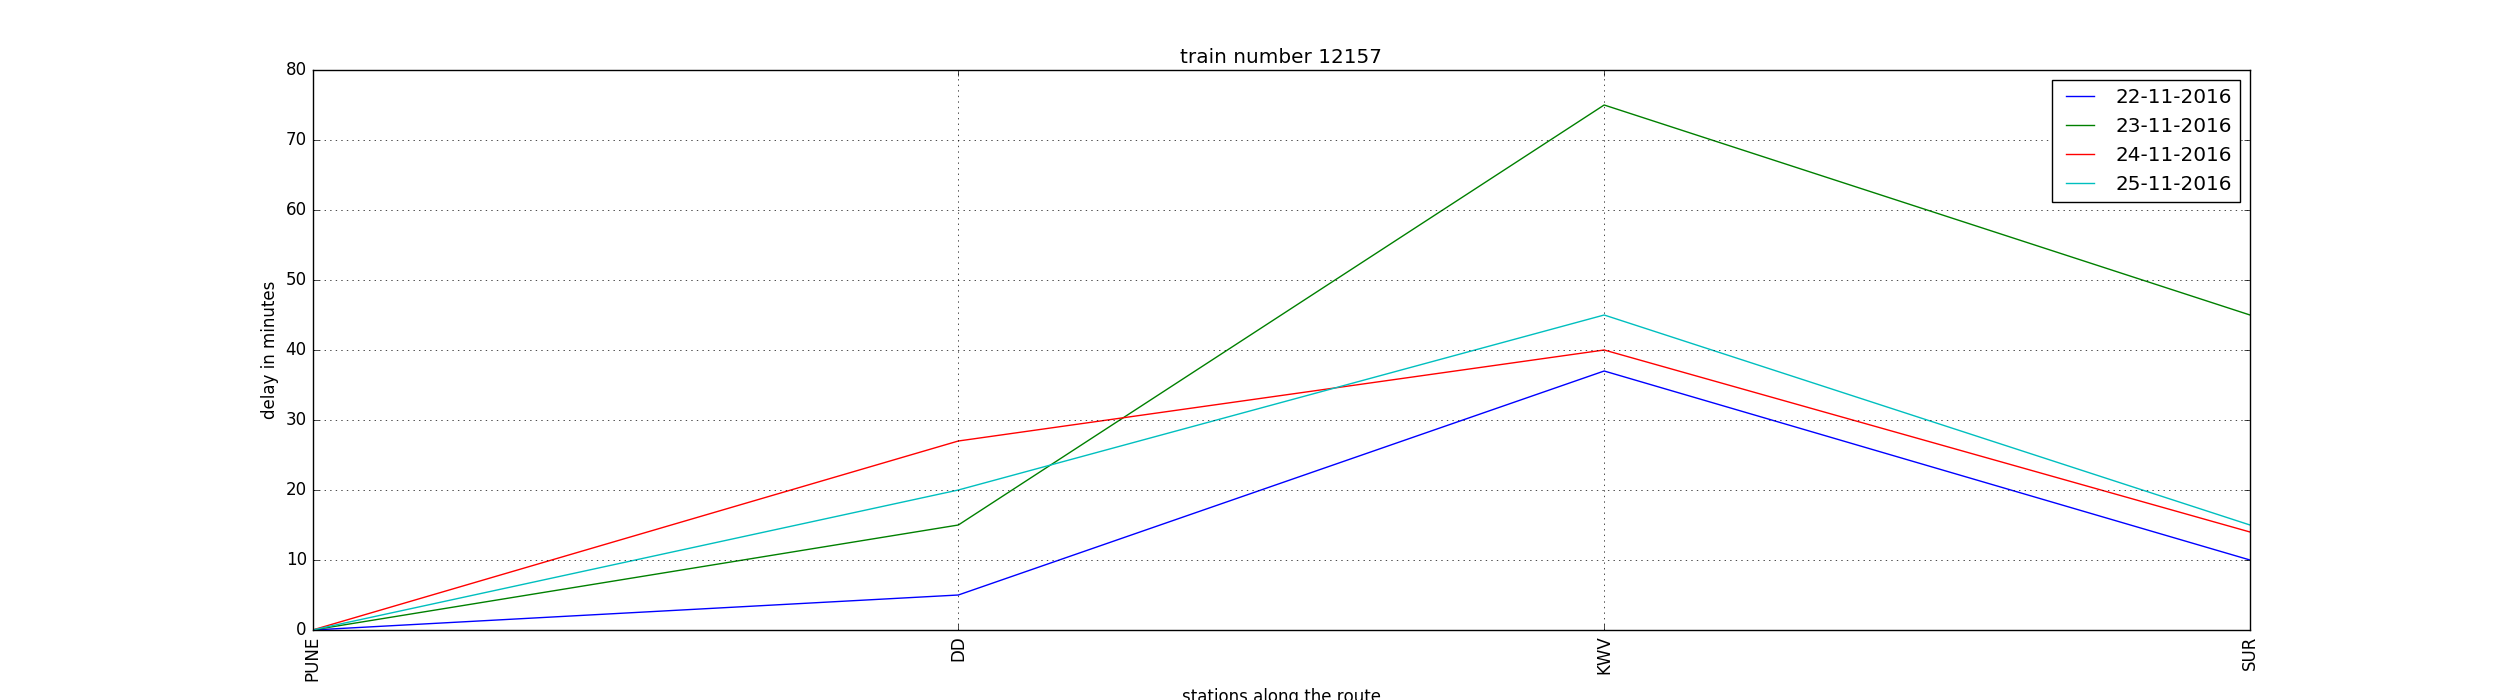 train number 12157
80
70
60
50
40
30
20
10
0
delay in minutes
22-11-2016
23-11-2016
24-11-2016
25-11-2016
PUNE
DD
KWV
SUR
stations along the route